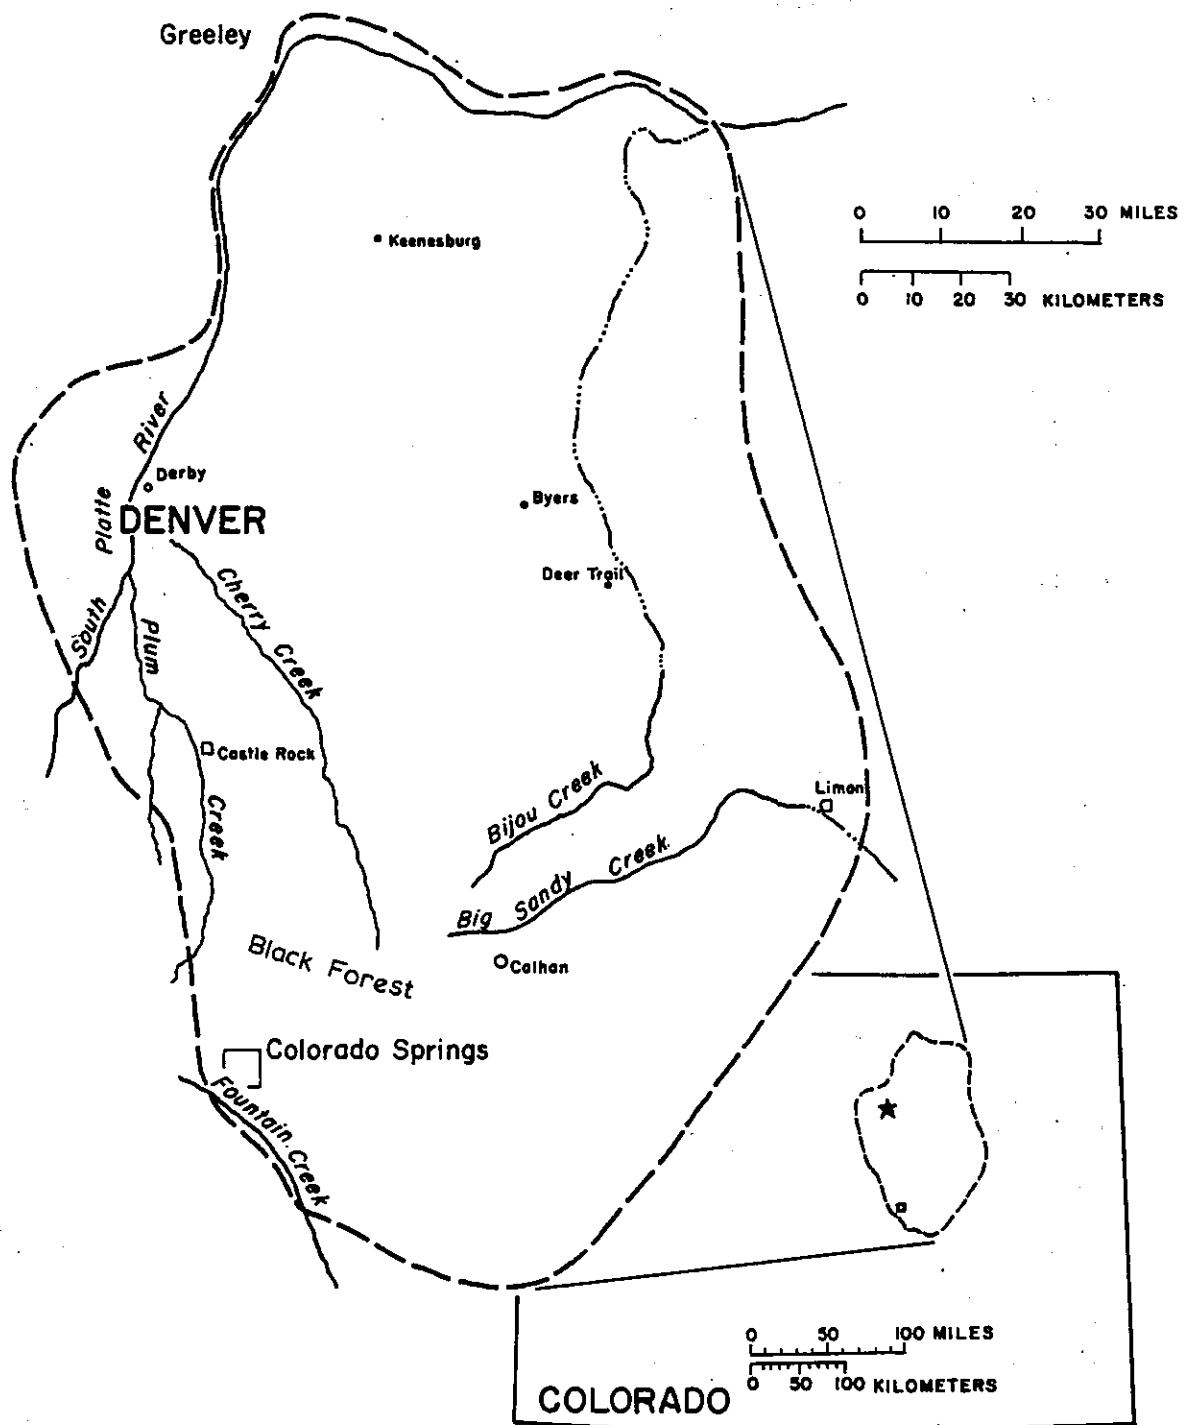 Greeley
0 10 20 30 MILES
Keenesburg
0 10 20 30 KILOMETERS
South Platte River
Derby
DENVER
Byers
Deer Trail
Cherry Creek
Plum Creek
Castle Rock
Bijou Creek
Limon
Big Sandy Creek
Black Forest
Calhan
Colorado Springs
Fountain Creek
0 50 100 MILES
0 50 100 KILOMETERS
COLORADO